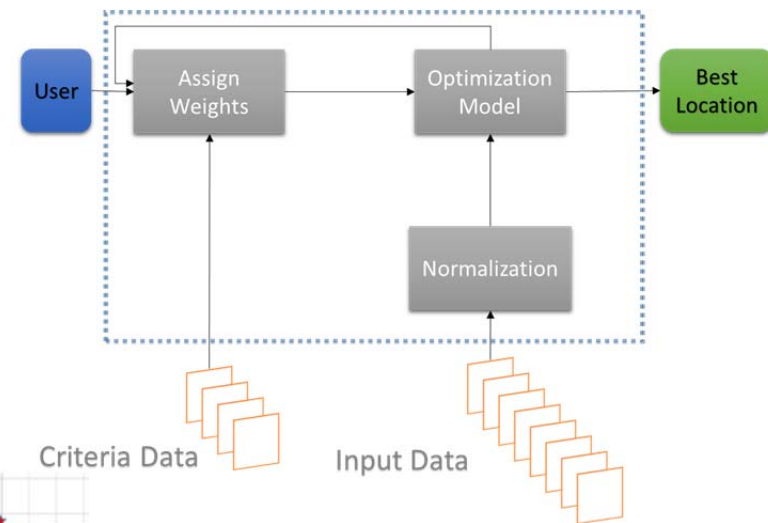 User
Assign
Weights
Optimization
Model
Best
Location
Normalization
Criteria Data
Input Data